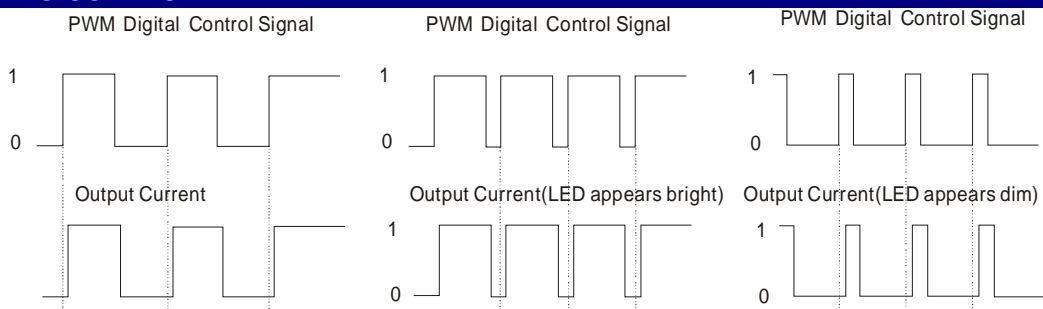 PWM Digital Control Signal
1
0
Output Current
PWM Digital Control Signal
1
0
Output Current(LED appears bright)
1
0
PWM Digital Control Signal
1
0
Output Current(LED appears dim)
1
0